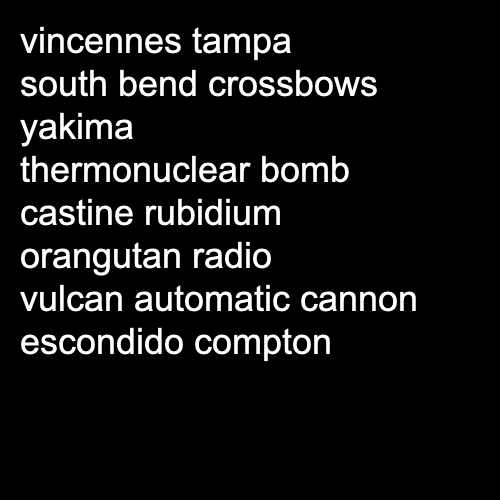 vincennes tampa
south bend crossbows
yakima
thermonuclear bomb
castine rubidium
orangutan radio
vulcan automatic cannon
escondido compton